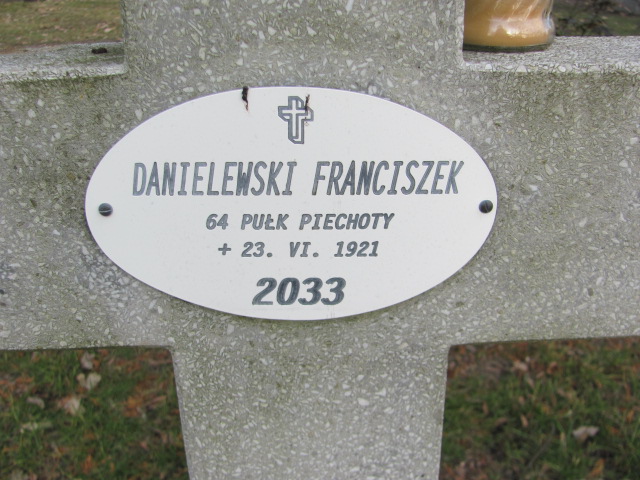 DANIELEWSKI FRANCISZEK
64 PUŁK PIECHOTY
+ 23. VI. 1921
2033